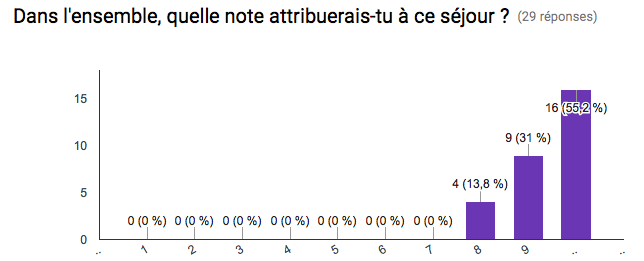 Dans l'ensemble, quelle note attribuerais-tu à ce séjour ? (29 réponses)
15
16 (55,2 %)
10
9 (31 %)
5
4 (13,8 %)
0 (0 %) 0 (0 %) 0 (0 %) 0 (0 %) 0 (0 %) 0 (0 %) 0 (0 %)
0
.. 1 2 3 4 5 6 7 8 9 .. ..